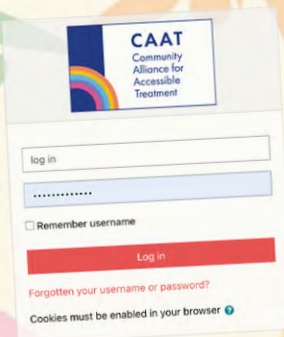 CAAT
Community
Alliance for
Accessible
Treatment
log in
•••••••••••••
Remember username
Log in
Forgotten your username or password?
Cookies must be enabled in your browser ?